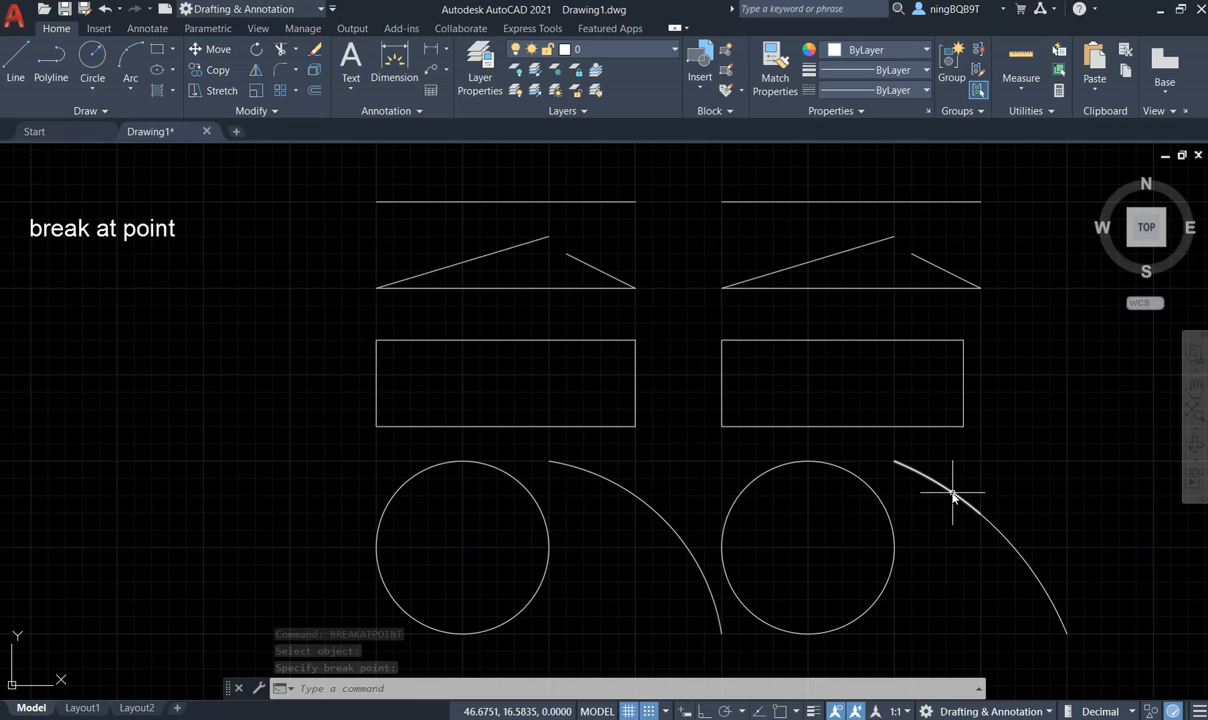 Drafting & Annotation
Autodesk AutoCAD 2021 Drawing1.dwg
Type a keyword or phrase
ningBQB9T
Home Insert Annotate Parametric View Manage Output Add-ins Collaborate Express Tools Featured Apps
Line
Polyline
Circle
Arc
Move
Copy
Stretch
Text
Dimension
Layer
Properties
0
Insert
Match
Properties
ByLayer
ByLayer
ByLayer
Group
Measure
Paste
Base
Draw Modify Annotation Layers Block Properties Groups Utilities Clipboard View
Start Drawing1*
break at point
N
W TOP E
S
WCS
Y
X
Command: BREAKATPOINT
Select object:
Specify break point:
Type a command
Model Layout1 Layout2
46.6751, 16.5835, 0.0000 MODEL 1:1 Drafting & Annotation Decimal